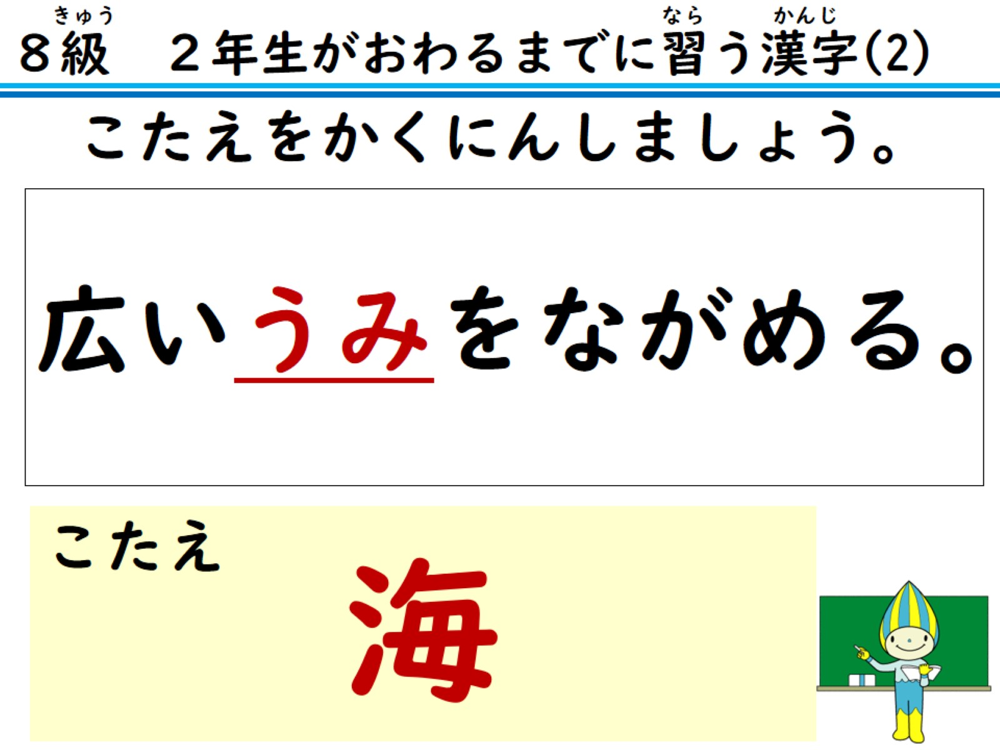 きゅう なら かんじ
８級　２年生がおわるまでに習う漢字(2)
こたえをかくにんしましょう。
広いうみをながめる。
こたえ
海